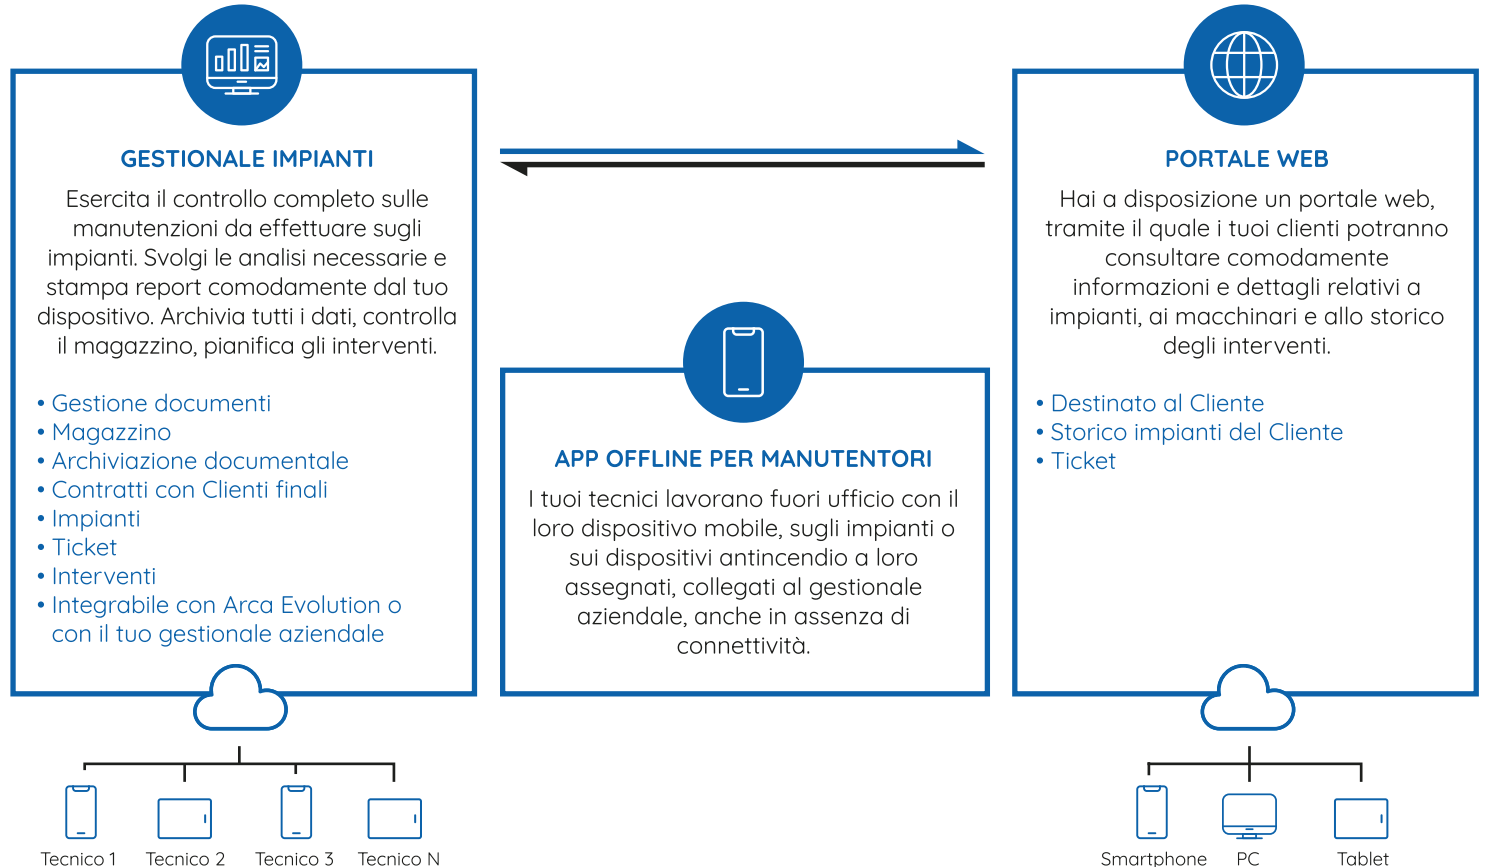 GESTIONALE IMPIANTI
Esercita il controllo completo sulle
manutenzioni da effettuare sugli
impianti. Svolgi le analisi necessarie e
stampa report comodamente dal tuo
dispositivo. Archivia tutti i dati, controlla
il magazzino, pianifica gli interventi.
• Gestione documenti
• Magazzino
• Archiviazione documentale
• Contratti con Clienti finali
• Impianti
• Ticket
• Interventi
• Integrabile con Arca Evolution o
con il tuo gestionale aziendale
Tecnico 1
Tecnico 2
Tecnico 3
Tecnico N
APP OFFLINE PER MANUTENTORI
I tuoi tecnici lavorano fuori ufficio con il
loro dispositivo mobile, sugli impianti o
sui dispositivi antincendio a loro
assegnati, collegati al gestionale
aziendale, anche in assenza di
connettività.
PORTALE WEB
Hai a disposizione un portale web,
tramite il quale i tuoi clienti potranno
consultare comodamente
informazioni e dettagli relativi a
impianti, ai macchinari e allo storico
degli interventi.
• Destinato al Cliente
• Storico impianti del Cliente
• Ticket
Smartphone
PC
Tablet